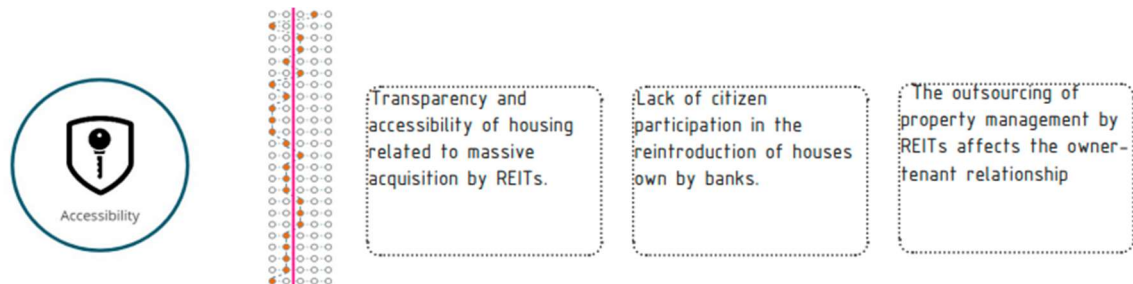 Accessibility
Transparency and
accessibility of housing
related to massive
acquisition by REITs.
Lack of citizen
participation in the
reintroduction of houses
own by banks.
The outsourcing of
property management by
REITs affects the owner-
tenant relationship